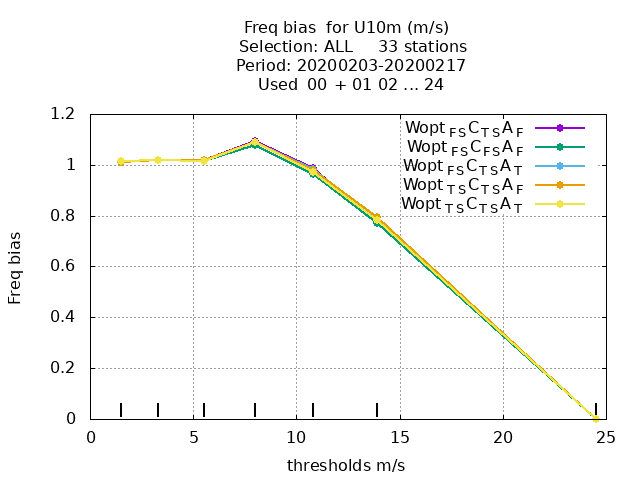 Freq bias  for U10m (m/s)
Selection: ALL     33 stations
Period: 20200203-20200217
Used  00  + 01 02 ... 24
Wopt FS C TS A F
Wopt FS C FS A F
Wopt FS C TS A T
Wopt TS C TS A F
Wopt TS C TS A T
Freq bias
1.2
1
0.8
0.6
0.4
0.2
0
0 5 10 15 20 25
thresholds m/s